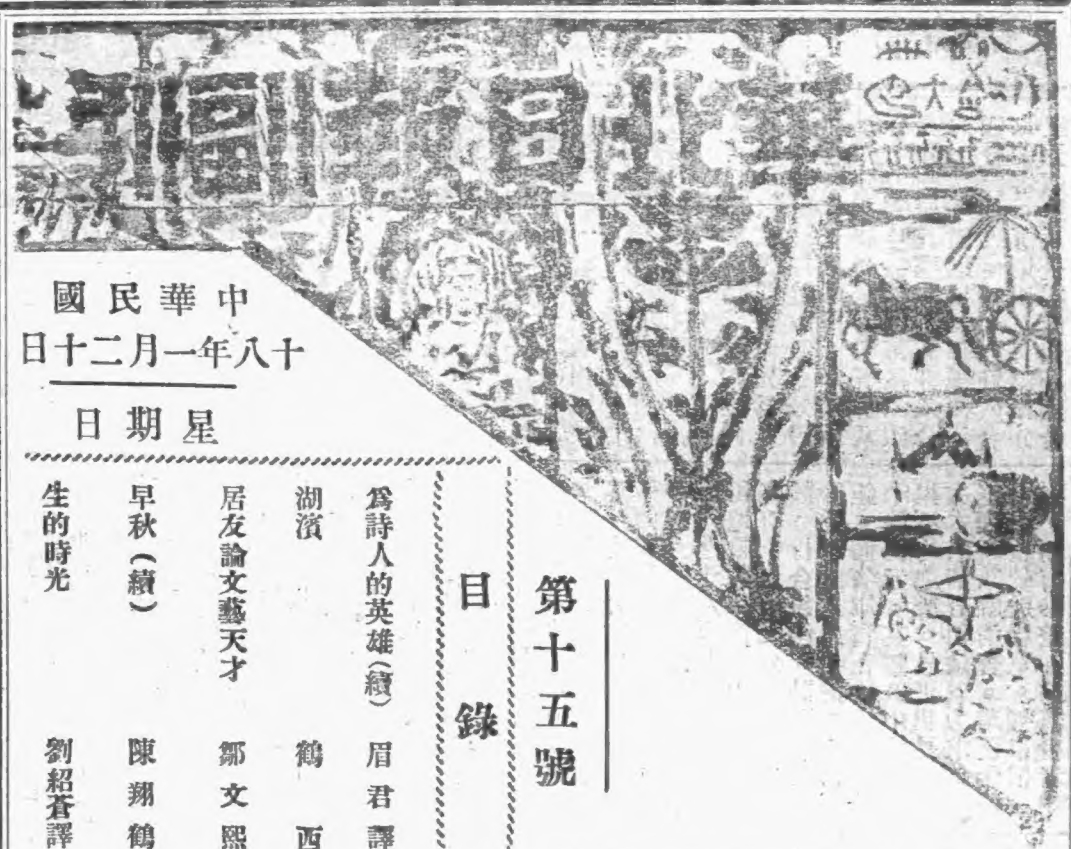 中華民國
十八年一月二十日
星期日
第十五號
目錄
爲詩人的英雄(續) 眉君譯
湖濱 鶴西
居友論文藝天才 鄒文熙
早秋(續) 陳翔鶴
生的時光 劉紹蒼譯